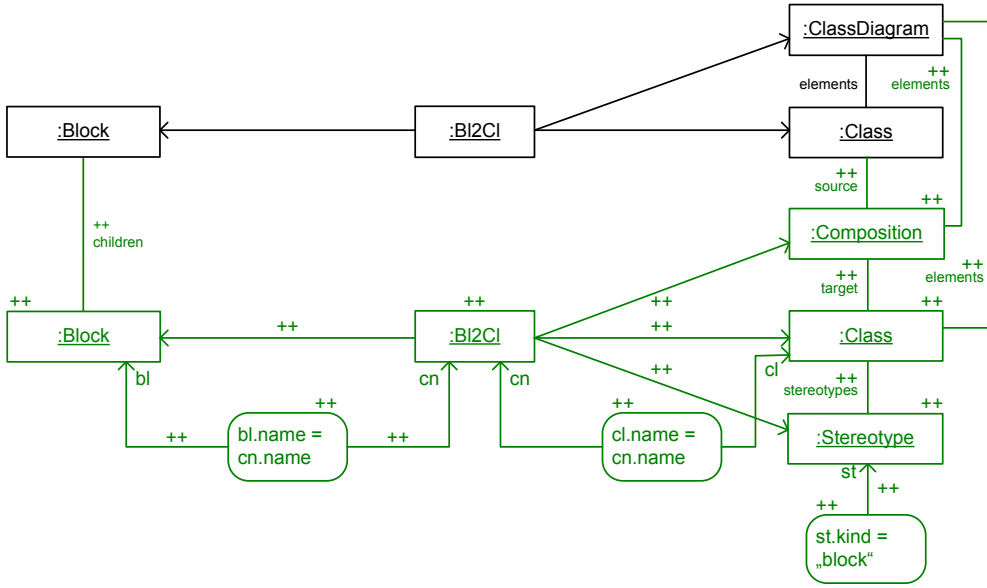 :ClassDiagram
elements
++
elements
:Block
:Bl2Cl
:Class
++
source
++
++
children
:Composition
++
target
++
elements
++
++
++
++
:Block
++
:Bl2Cl
++
:Class
bl
cn
cn
cl
++
++
stereotypes
++
++
++
bl.name =
cn.name
++
++
cl.name =
cn.name
:Stereotype
st
++
++
st.kind =
„block“